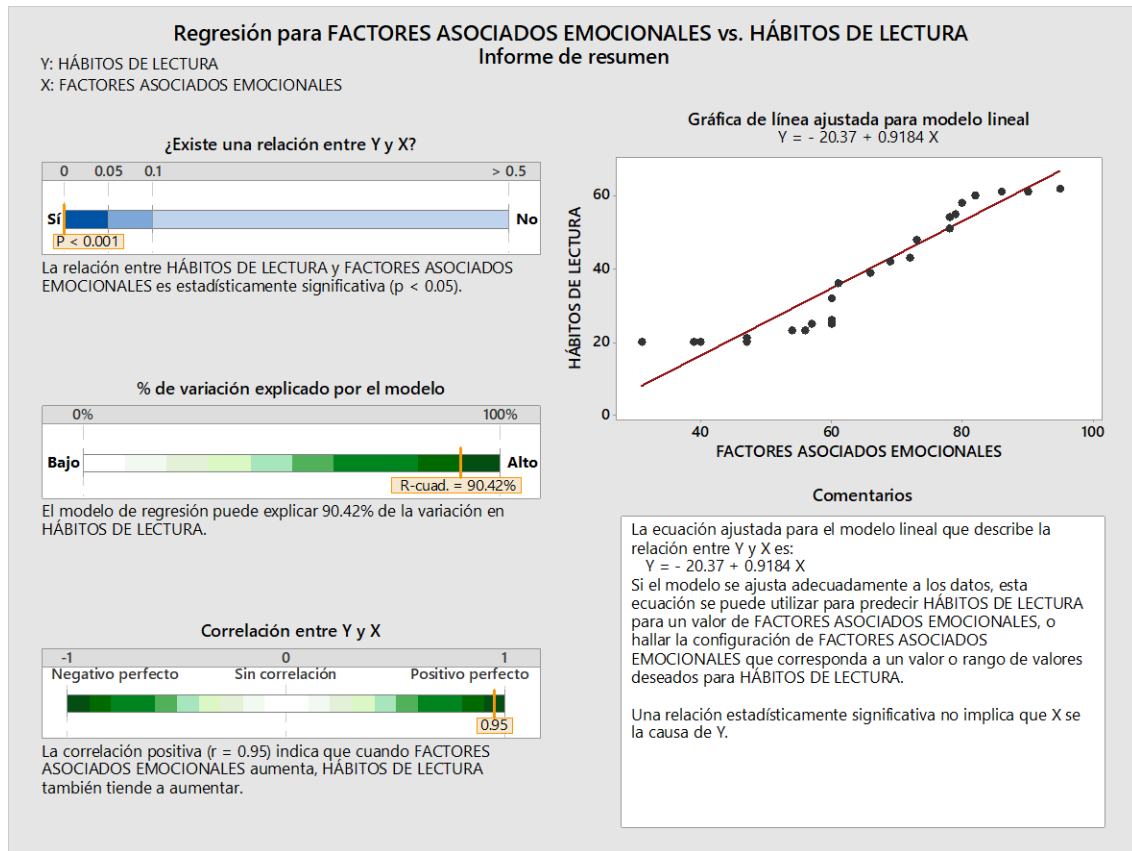 Regresión para FACTORES ASOCIADOS EMOCIONALES vs. HÁBITOS DE LECTURA
Informe de resumen
Y: HÁBITOS DE LECTURA
X: FACTORES ASOCIADOS EMOCIONALES
¿Existe una relación entre Y y X?
0 0.05 0.1 > 0.5
Sí No
P < 0.001
La relación entre HÁBITOS DE LECTURA y FACTORES ASOCIADOS
EMOCIONALES es estadísticamente significativa (p < 0.05).
% de variación explicado por el modelo
0% 100%
Bajo Alto
R-cuad. = 90.42%
El modelo de regresión puede explicar 90.42% de la variación en
HÁBITOS DE LECTURA.
Correlación entre Y y X
-1 0 1
Negativo perfecto Sin correlación Positivo perfecto
0.95
La correlación positiva (r = 0.95) indica que cuando FACTORES
ASOCIADOS EMOCIONALES aumenta, HÁBITOS DE LECTURA
también tiende a aumentar.
Gráfica de línea ajustada para modelo lineal
Y = - 20.37 + 0.9184 X
HÁBITOS DE LECTURA
60
40
20
0
40 60 80 100
FACTORES ASOCIADOS EMOCIONALES
Comentarios
La ecuación ajustada para el modelo lineal que describe la
relación entre Y y X es:
Y = - 20.37 + 0.9184 X
Si el modelo se ajusta adecuadamente a los datos, esta
ecuación se puede utilizar para predecir HÁBITOS DE LECTURA
para un valor de FACTORES ASOCIADOS EMOCIONALES, o
hallar la configuración de FACTORES ASOCIADOS
EMOCIONALES que corresponda a un valor o rango de valores
deseados para HÁBITOS DE LECTURA.
Una relación estadísticamente significativa no implica que X se
la causa de Y.